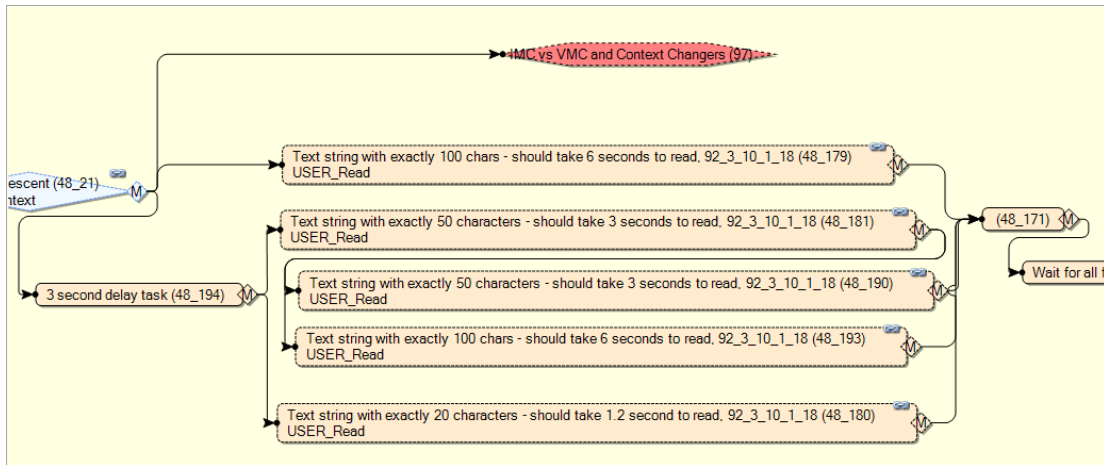 IMC vs VMC and Context Changers (97)
Text string with exactly 100 chars - should take 6 seconds to read, 92_3_10_1_18 (48_179)
USER_Read
M
escent (48_21)
M
ntext
Text string with exactly 50 characters - should take 3 seconds to read, 92_3_10_1_18 (48_181)
USER_Read
M
(48_171)
M
Wait for all f
Text string with exactly 50 characters - should take 3 seconds to read, 92_3_10_1_18 (48_190)
USER_Read
M
3 second delay task (48_194)
M
Text string with exactly 100 chars - should take 6 seconds to read, 92_3_10_1_18 (48_193)
USER_Read
M
Text string with exactly 20 characters - should take 1.2 second to read, 92_3_10_1_18 (48_180)
USER_Read
M